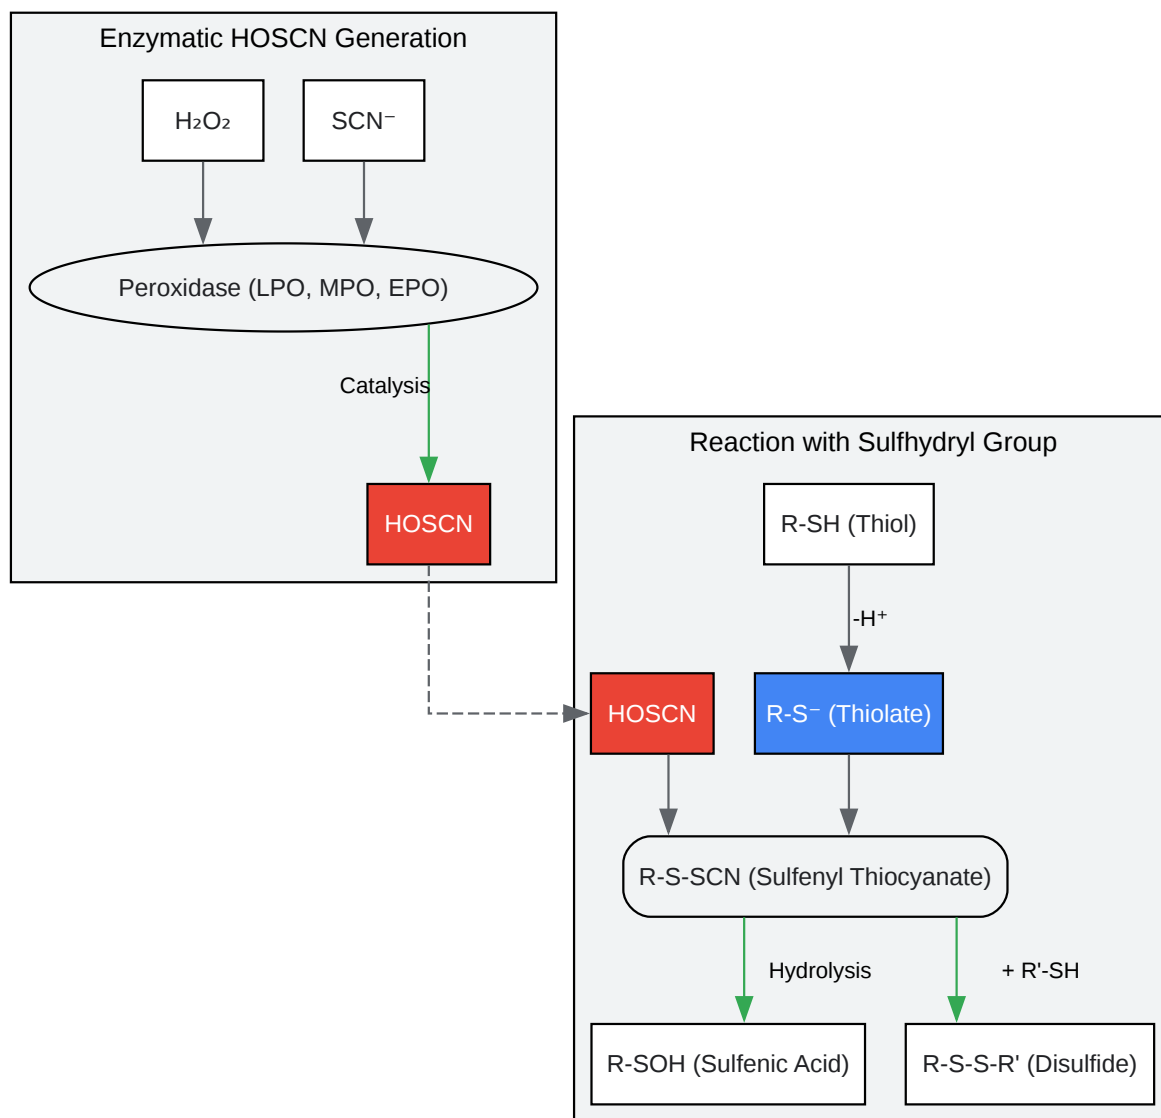 Enzymatic HOSCN Generation
H₂O₂
SCN⁻
Peroxidase (LPO, MPO, EPO)
Catalysis
HOSCN
Reaction with Sulfhydryl Group
R-SH (Thiol)
-H⁺
HOSCN
R-S⁻ (Thiolate)
R-S-SCN (Sulfenyl Thiocyanate)
Hydrolysis
+ R'-SH
R-SOH (Sulfenic Acid)
R-S-S-R' (Disulfide)